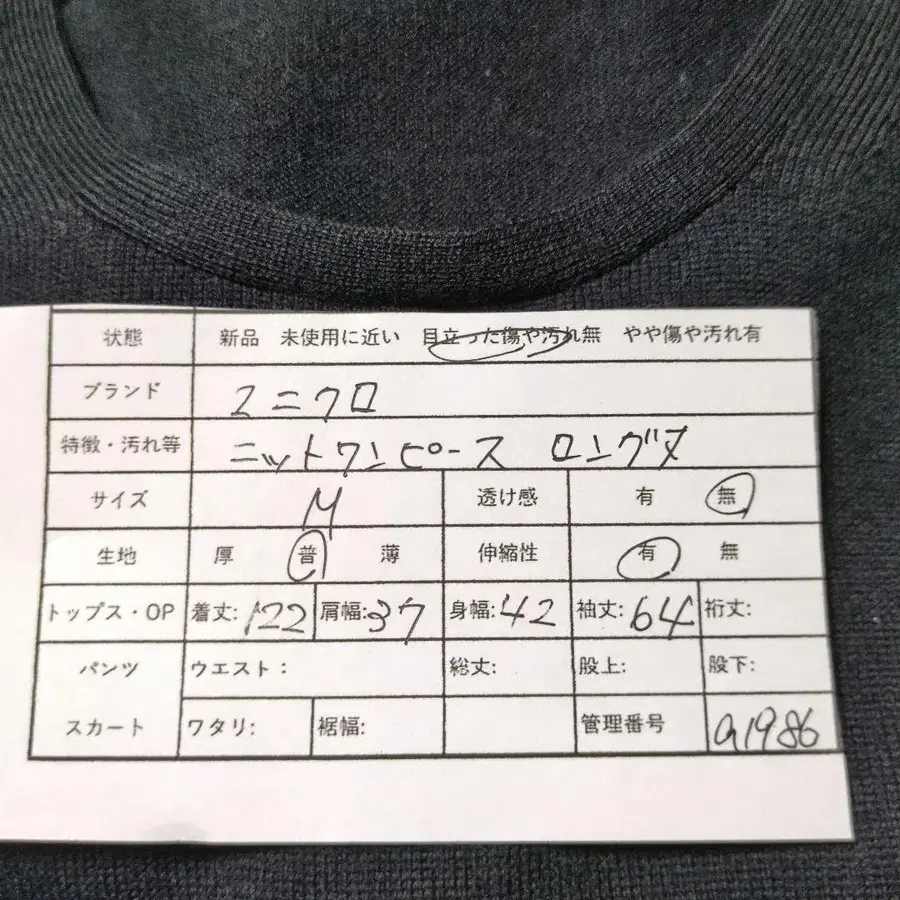 状態 新品 未使用に近い 目立った傷や汚れ無 やや傷や汚れ有
ブランド ユニクロ
特徴・汚れ等 ニットワンピース ロング丈
サイズ M 透け感 有 無
生地 厚 普 薄 伸縮性 有 無
トップス・OP 着丈:122 肩幅:37 身幅:42 袖丈:64 裄丈:
パンツ ウエスト: 総丈: 股上: 股下:
スカート ワタリ: 裾幅: 管理番号 a1986